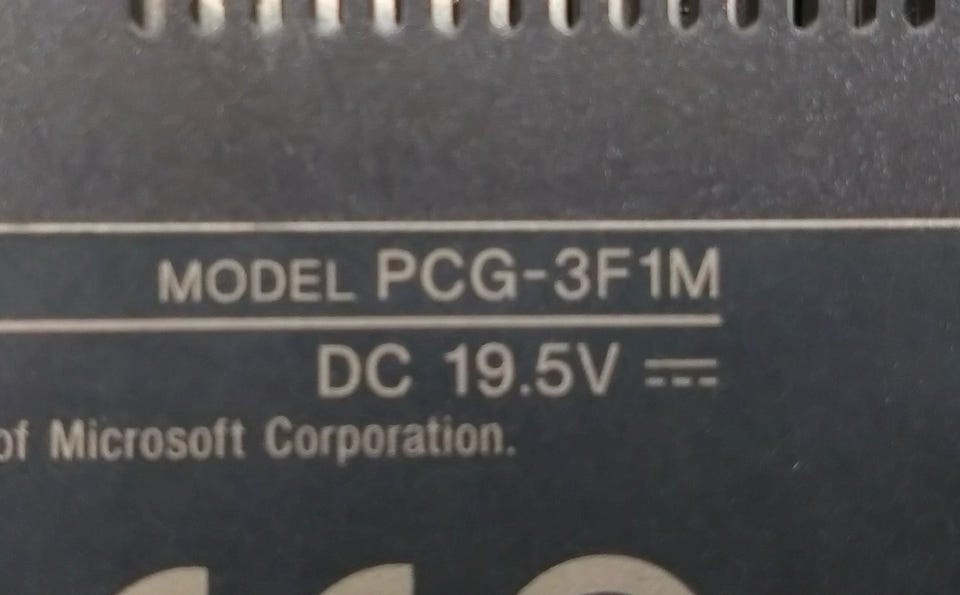 MODEL PCG-3F1M
DC 19.5V ⎓
of Microsoft Corporation.